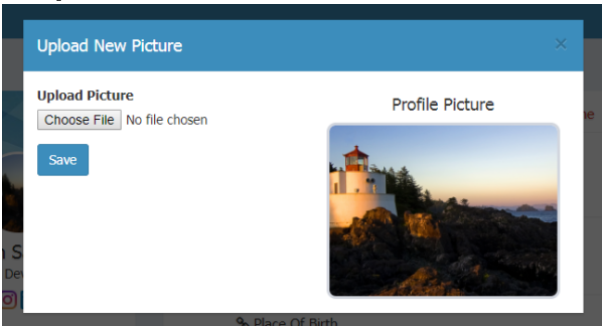 Upload New Picture
×
Upload Picture
Choose File No file chosen
Profile Picture
Save
Place Of Birth